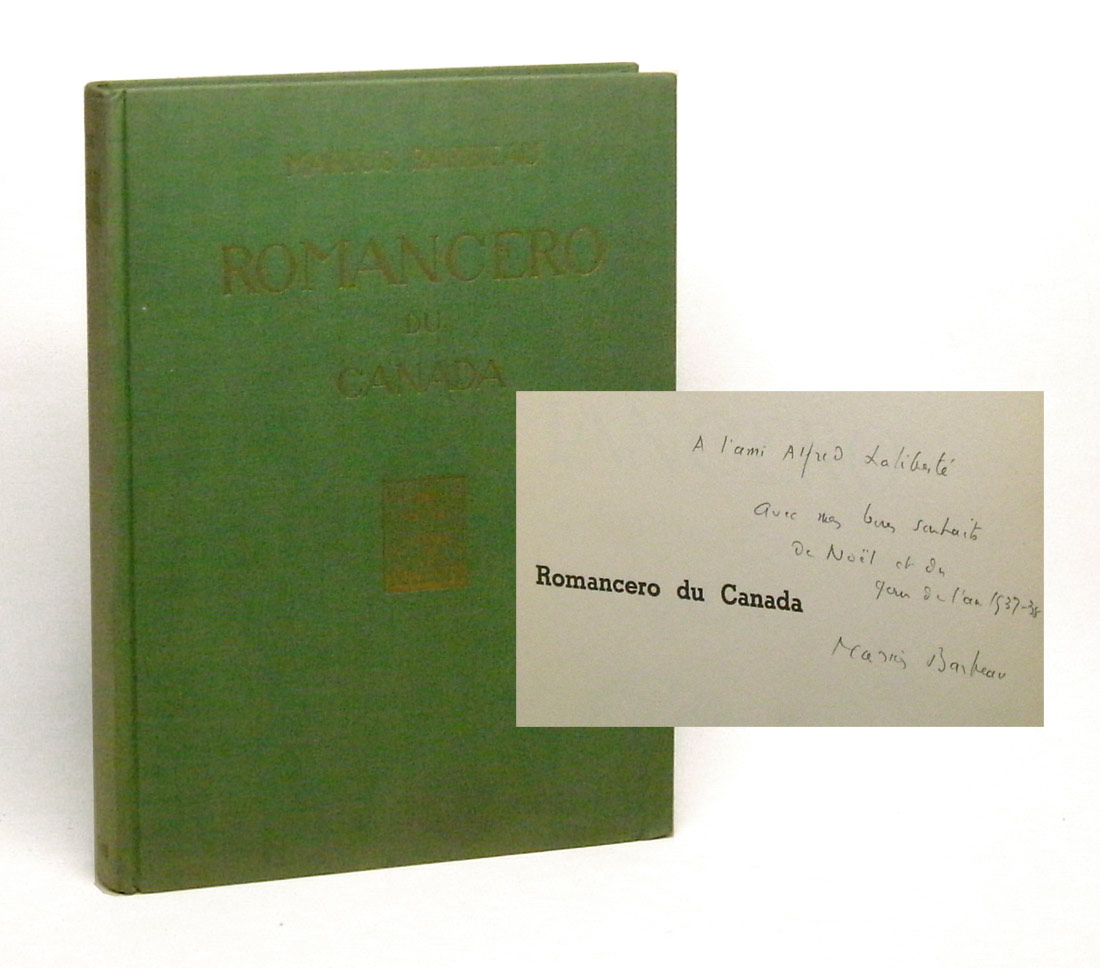 MARIUS BARBEAU
ROMANCERO
DU
CANADA
A l'ami Alfred Laliberté
avec mes bons souhaits
de Noël et du
jour de l'an 1937-38
Romancero du Canada
Marius Barbeau